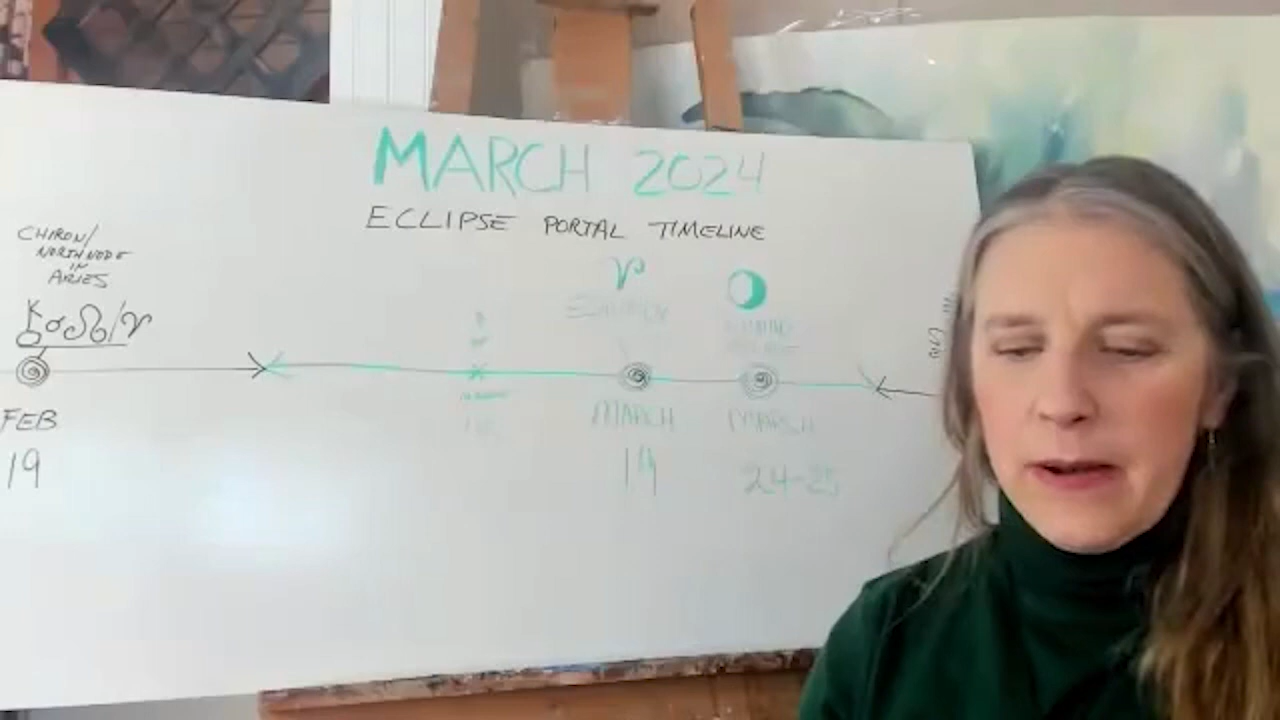 MARCH 2024
ECLIPSE PORTAL TIMELINE
CHIRON/
NORTH NODE
IN
ARIES
FEB
19
MARCH
19
MARCH
24-25